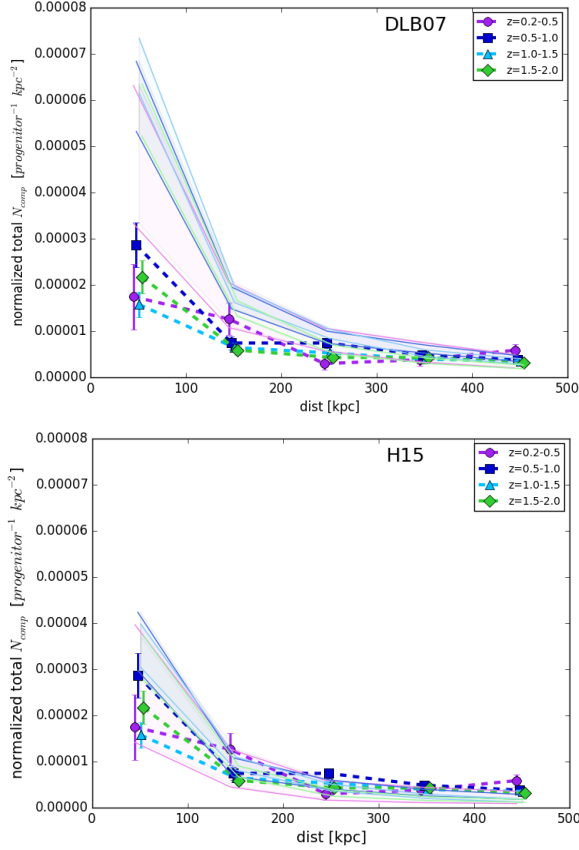 DLB07
z=0.2-0.5
z=0.5-1.0
z=1.0-1.5
z=1.5-2.0
0.00008
0.00007
0.00006
0.00005
0.00004
0.00003
0.00002
0.00001
0.00000
normalized total N_comp [progenitor⁻¹ kpc⁻²]
0 100 200 300 400 500
dist [kpc]
H15
z=0.2-0.5
z=0.5-1.0
z=1.0-1.5
z=1.5-2.0
0.00008
0.00007
0.00006
0.00005
0.00004
0.00003
0.00002
0.00001
0.00000
normalized total N_comp [progenitor⁻¹ kpc⁻²]
0 100 200 300 400 500
dist [kpc]